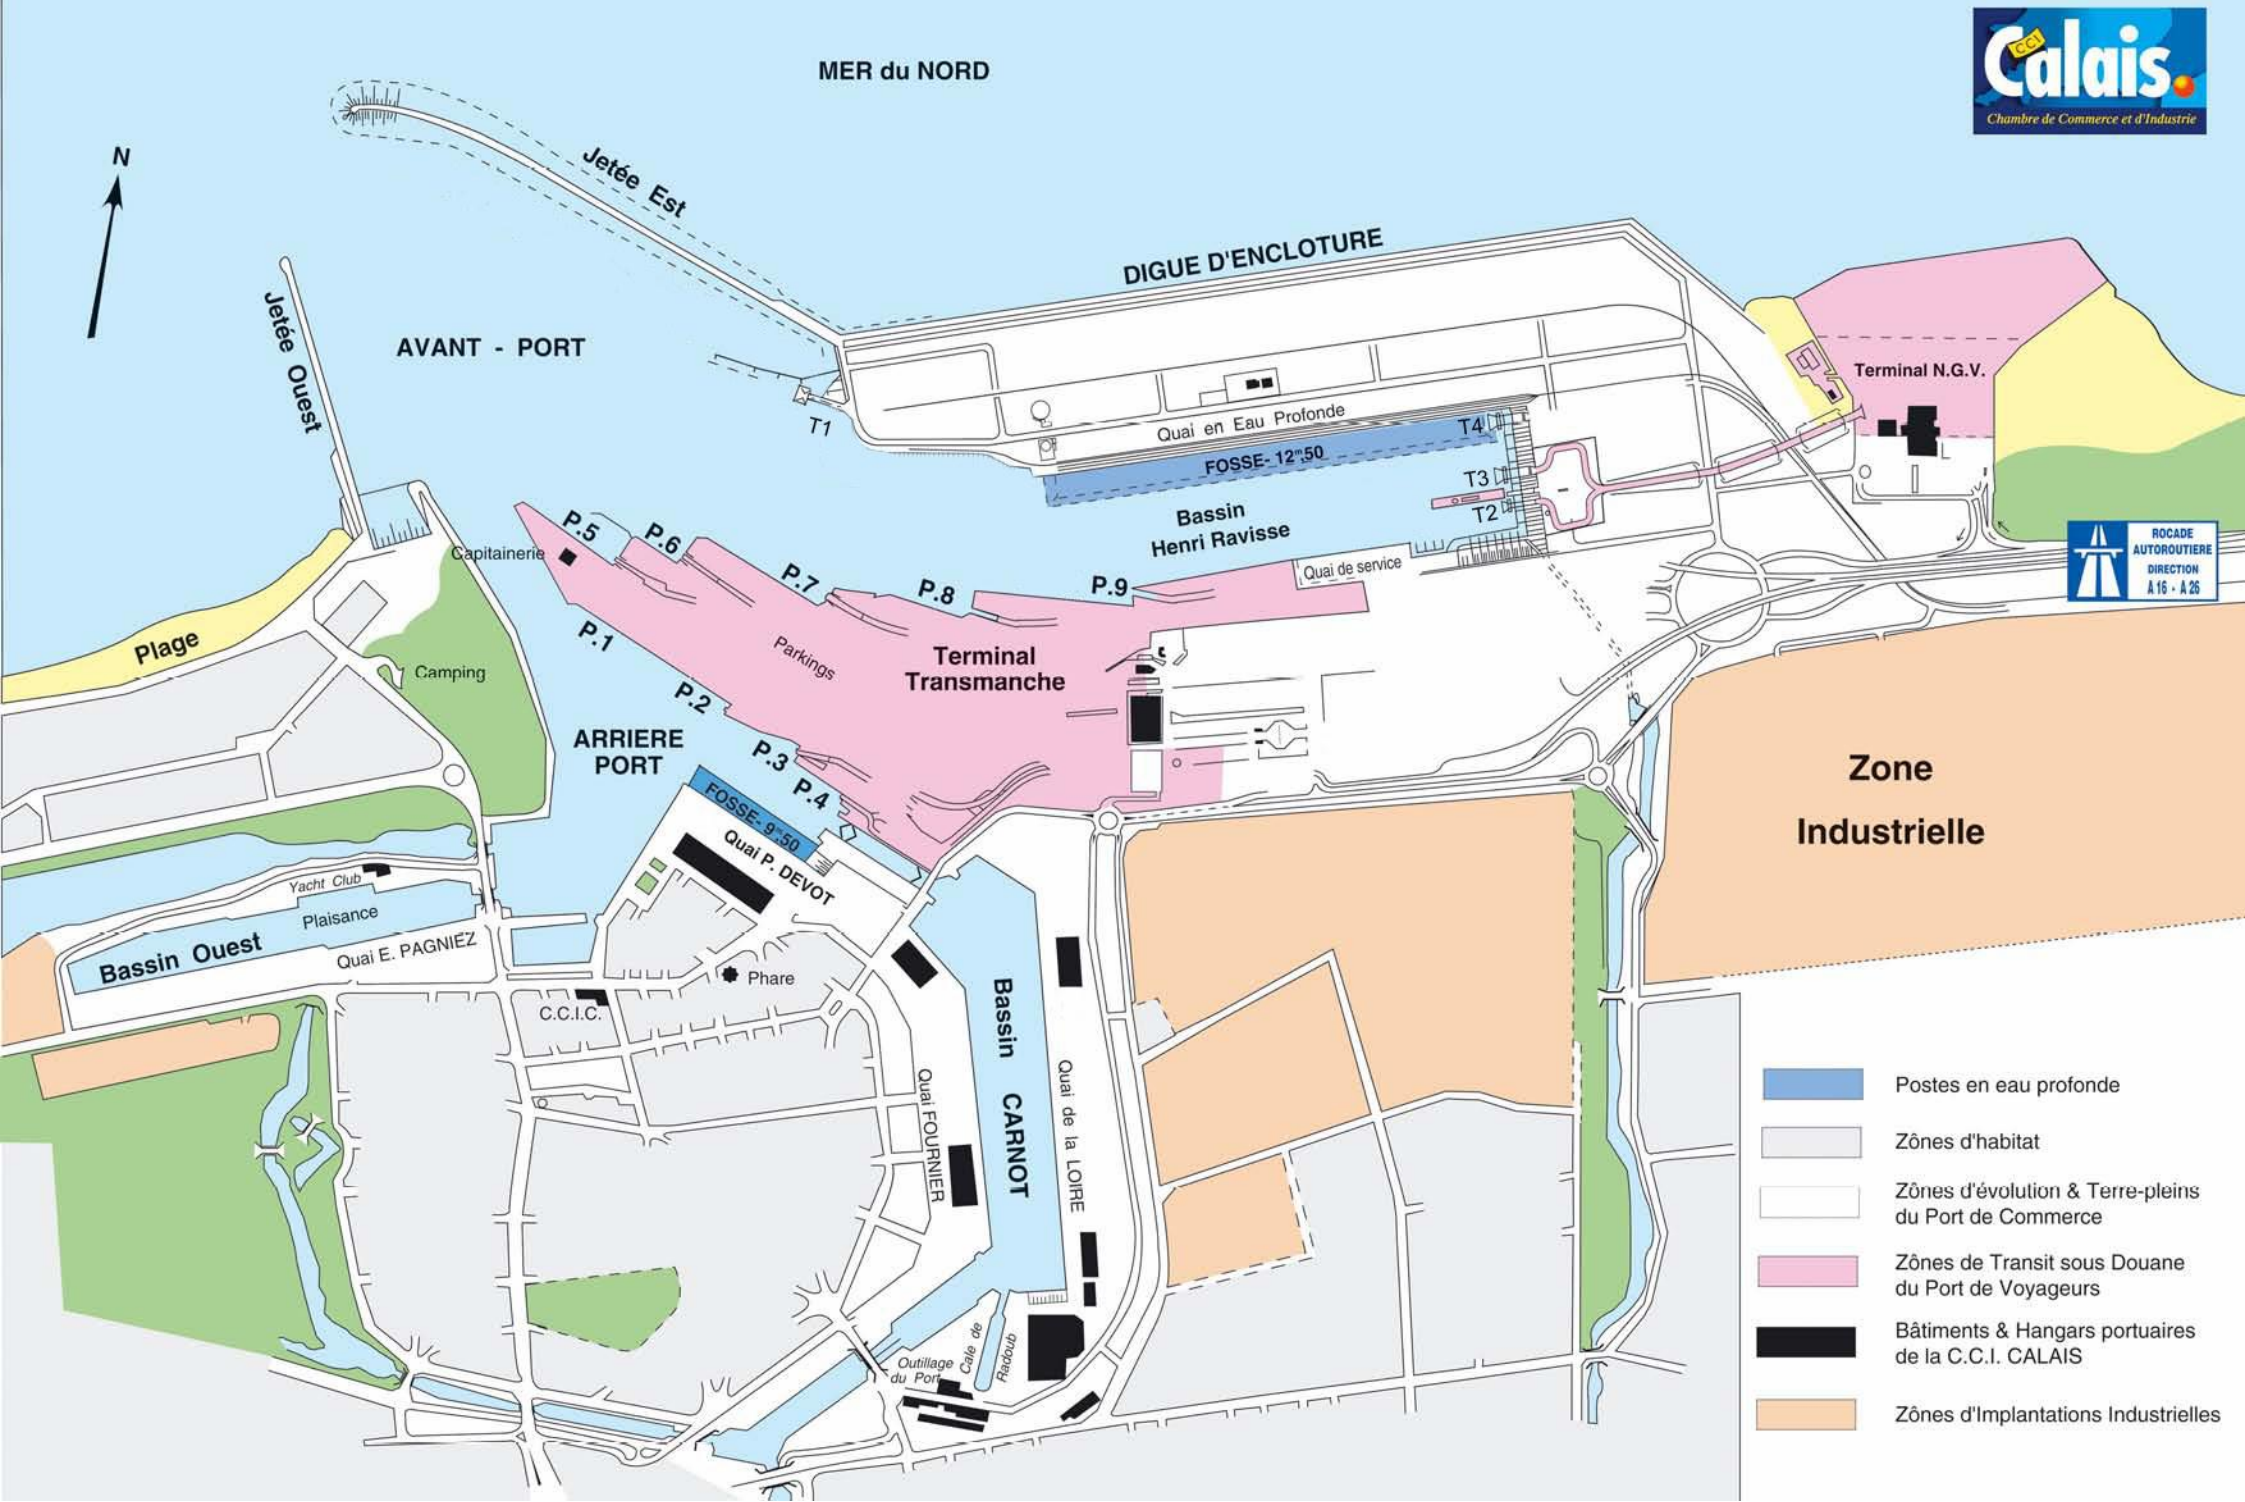 MER du NORD
CCI
Calais.
Chambre de Commerce et d'Industrie
N
Jetée Est
DIGUE D'ENCLOTURE
Jetée Ouest
AVANT - PORT
Terminal N.G.V.
T1
Quai en Eau Profonde
T4
FOSSE- 12ᵐ50
T3
T2
Bassin
Henri Ravisse
Capitainerie
P.5
P.6
P.7
P.8
P.9
Quai de service
ROCADE
AUTOROUTIERE
DIRECTION
A 16 - A 26
Plage
Camping
P.1
Parkings
Terminal
Transmanche
P.2
ARRIERE
PORT
P.3
P.4
Zone
Industrielle
FOSSE- 9ᵐ50
Quai P. DEVOT
Yacht Club
Plaisance
Bassin Ouest
Quai E. PAGNIEZ
Phare
C.C.I.C.
Bassin CARNOT
Quai FOURNIER
Quai de la LOIRE
Outillage
du Port
Cale de
Radoub
Postes en eau profonde
Zônes d'habitat
Zônes d'évolution & Terre-pleins
du Port de Commerce
Zônes de Transit sous Douane
du Port de Voyageurs
Bâtiments & Hangars portuaires
de la C.C.I. CALAIS
Zônes d'Implantations Industrielles